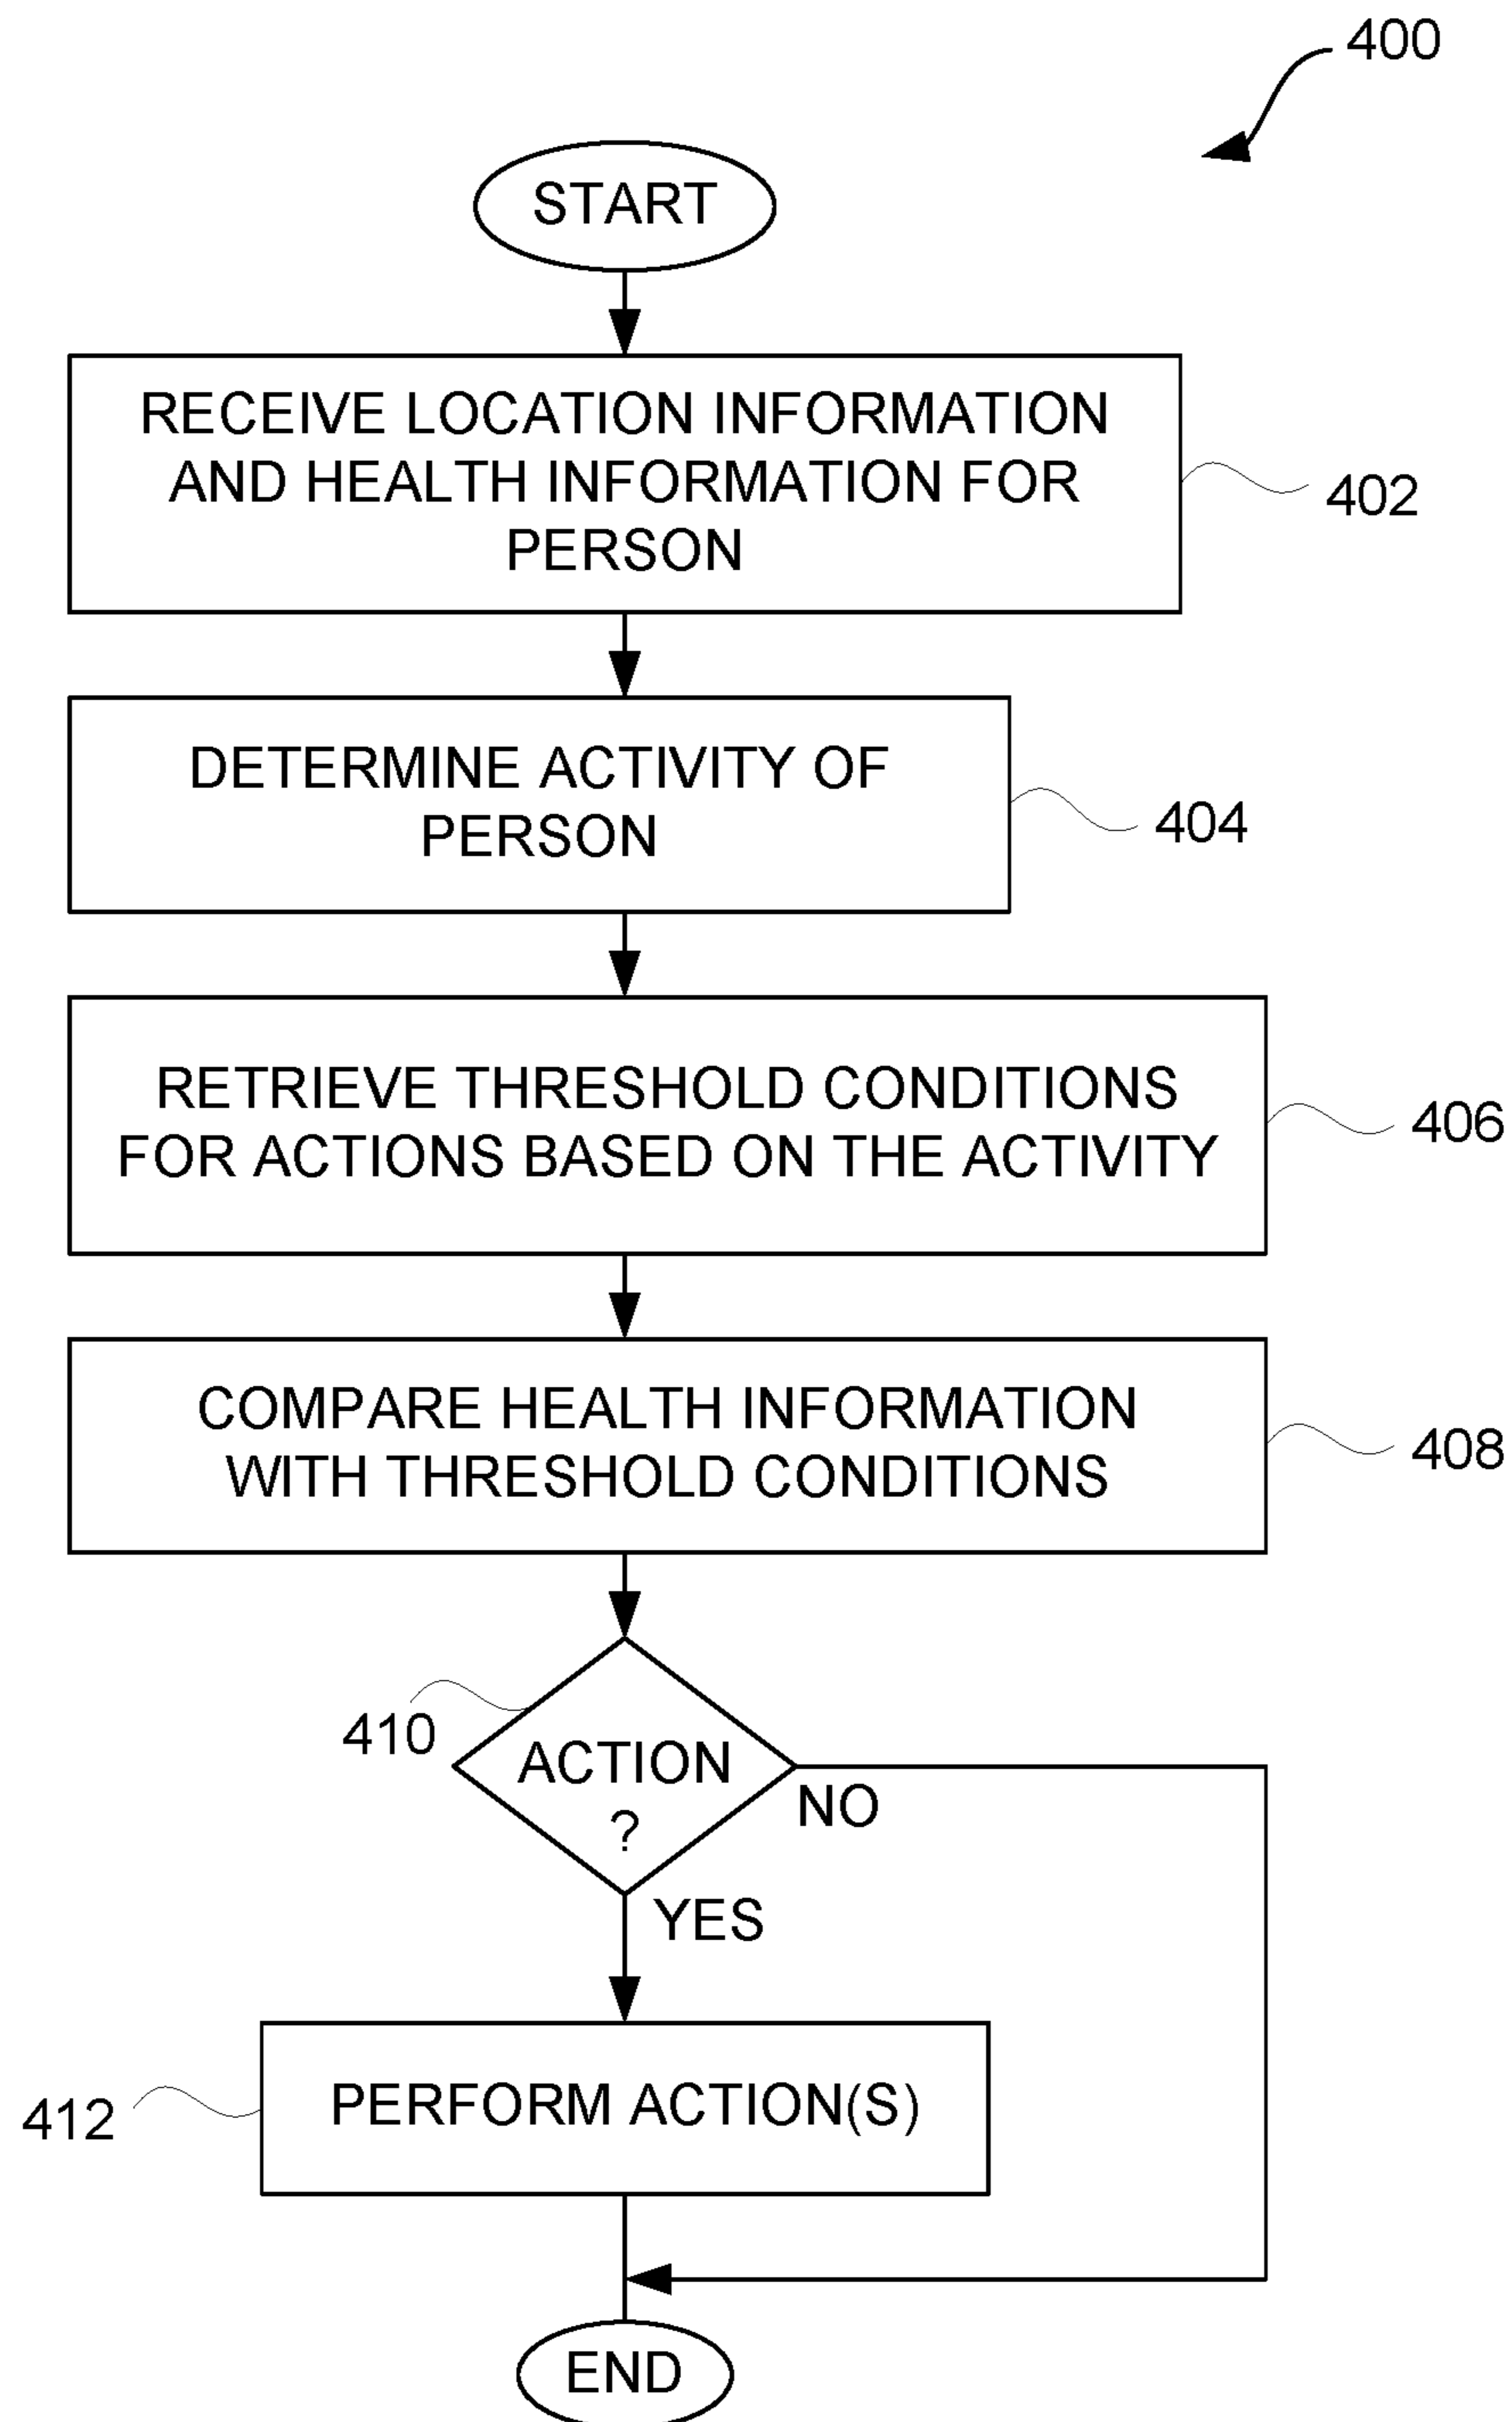 400
START
RECEIVE LOCATION INFORMATION
AND HEALTH INFORMATION FOR
PERSON
402
DETERMINE ACTIVITY OF
PERSON
404
RETRIEVE THRESHOLD CONDITIONS
FOR ACTIONS BASED ON THE ACTIVITY
406
COMPARE HEALTH INFORMATION
WITH THRESHOLD CONDITIONS
408
410
ACTION
?
NO
YES
PERFORM ACTION(S)
412
END